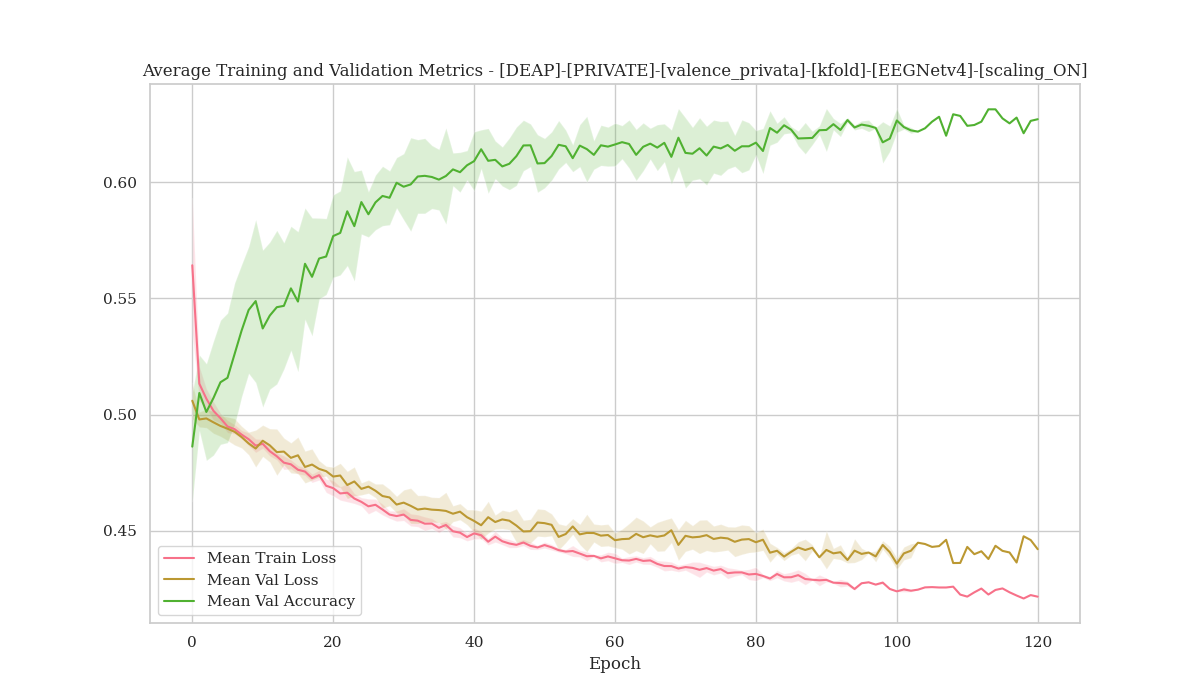 Average Training and Validation Metrics - [DEAP]-[PRIVATE]-[valence_privata]-[kfold]-[EEGNetv4]-[scaling_ON]
0.60
0.55
0.50
0.45
Mean Train Loss
Mean Val Loss
Mean Val Accuracy
0 20 40 60 80 100 120
Epoch